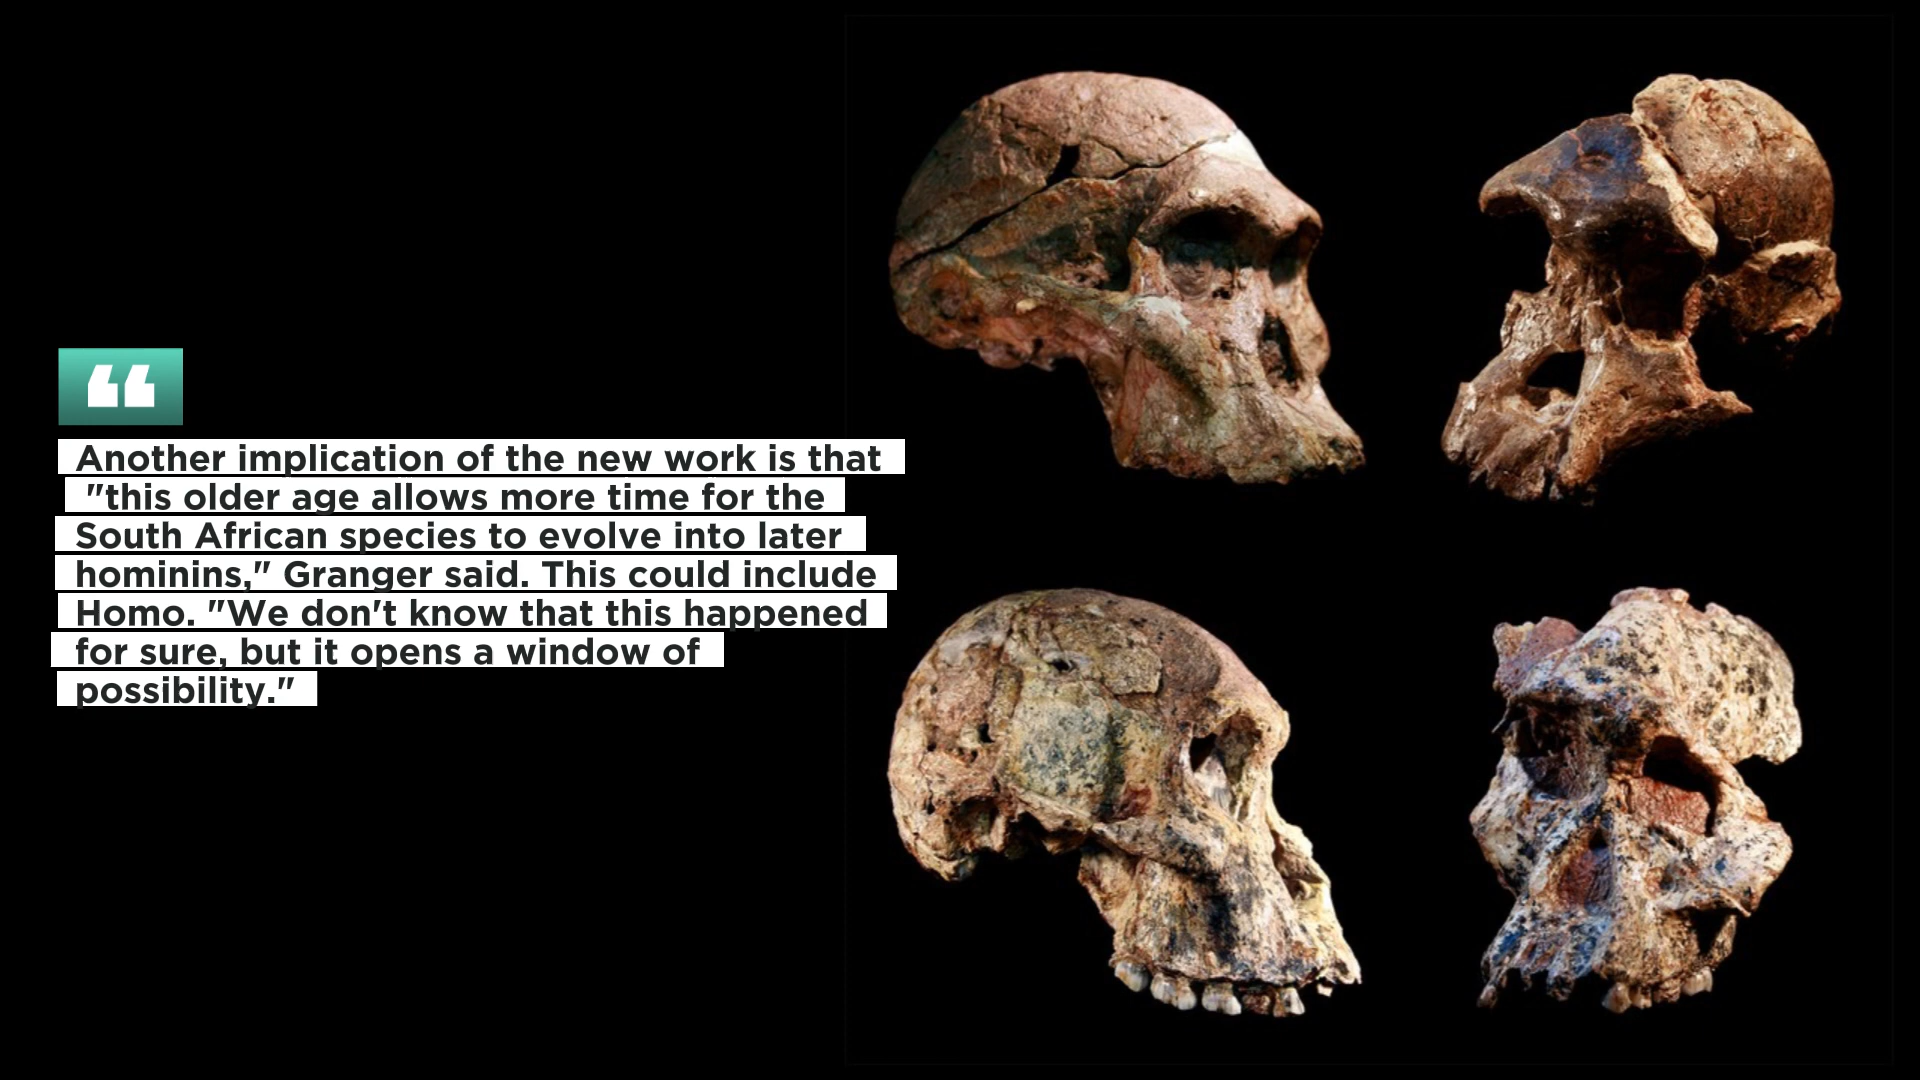 “
Another implication of the new work is that
"this older age allows more time for the
South African species to evolve into later
hominins," Granger said. This could include
Homo. "We don't know that this happened
for sure, but it opens a window of
possibility."